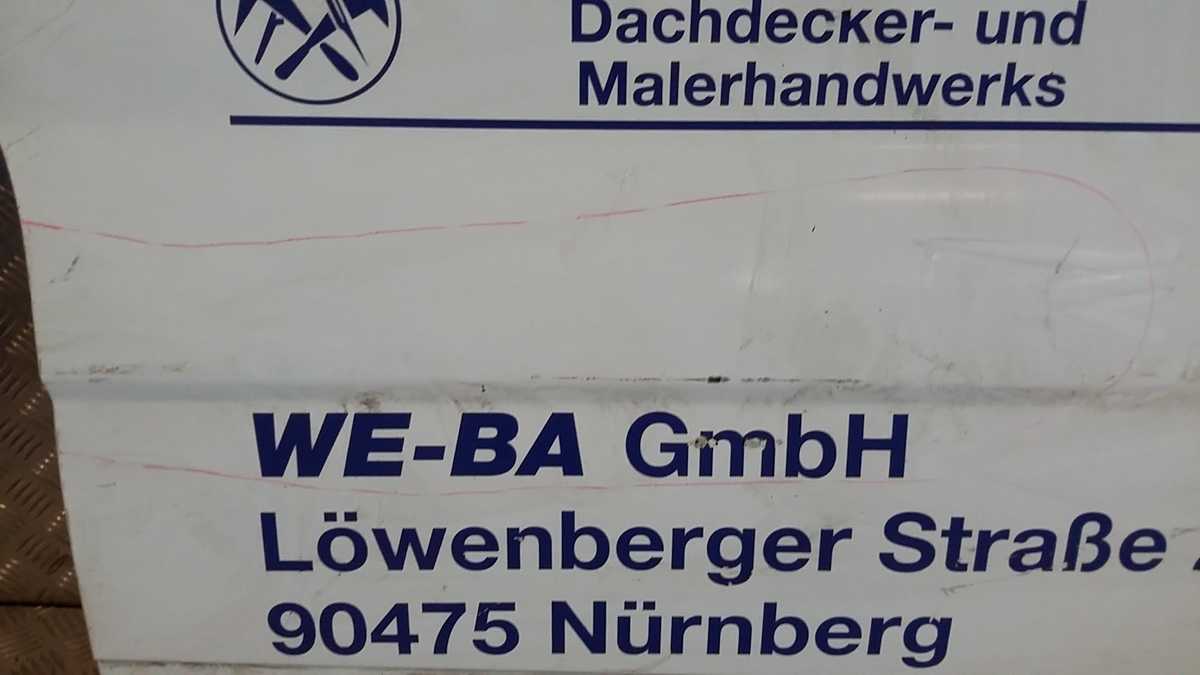 Dachdecker- und
Malerhandwerks
WE-BA GmbH
Löwenberger Straße
90475 Nürnberg